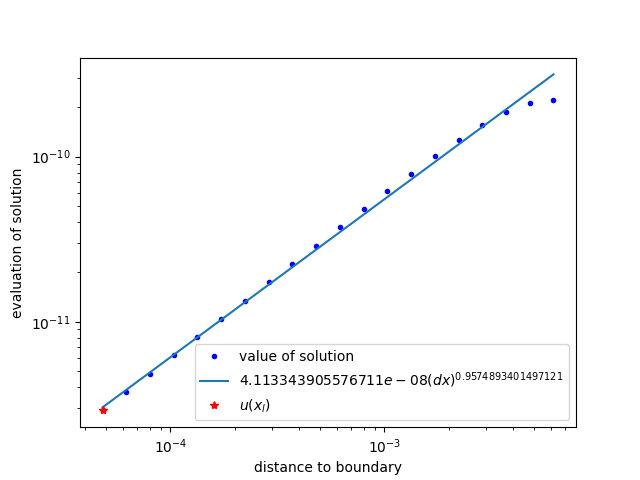 evaluation of solution
10^{-10}
10^{-11}
value of solution
4.113343905576711e − 08(dx)^{0.9574893401497121}
u(x_l)
10^{-4}
10^{-3}
distance to boundary